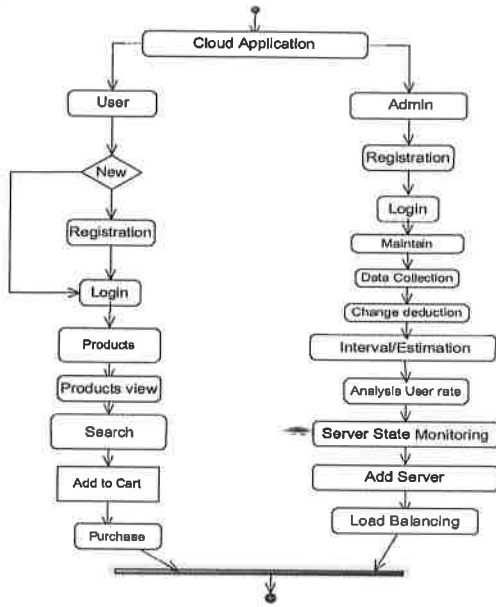 Cloud Application
User
New
Registration
Login
Products
Products view
Search
Add to Cart
Purchase
Admin
Registration
Login
Maintain
Data Collection
Change deduction
Interval/Estimation
Analysis User rate
Server State Monitoring
Add Server
Load Balancing